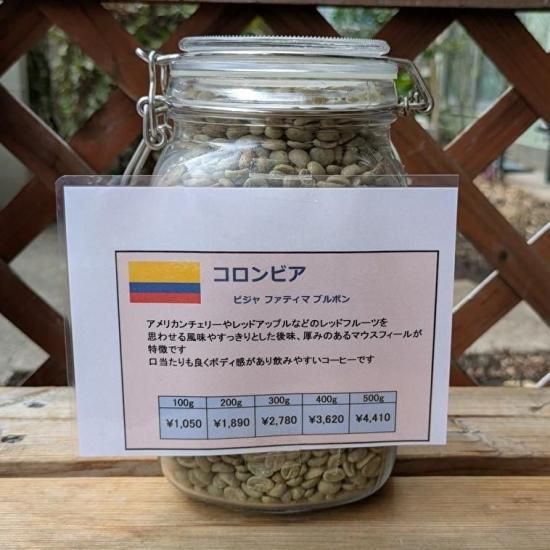 コロンビア
ビジャ ファティマ ブルボン
アメリカンチェリーやレッドアップルなどのレッドフルーツを
思わせる風味やすっきりとした後味、厚みのあるマウスフィールが
特徴です
口当たりも良くボディ感があり飲みやすいコーヒーです
100g 200g 300g 400g 500g
¥1,050 ¥1,890 ¥2,780 ¥3,620 ¥4,410